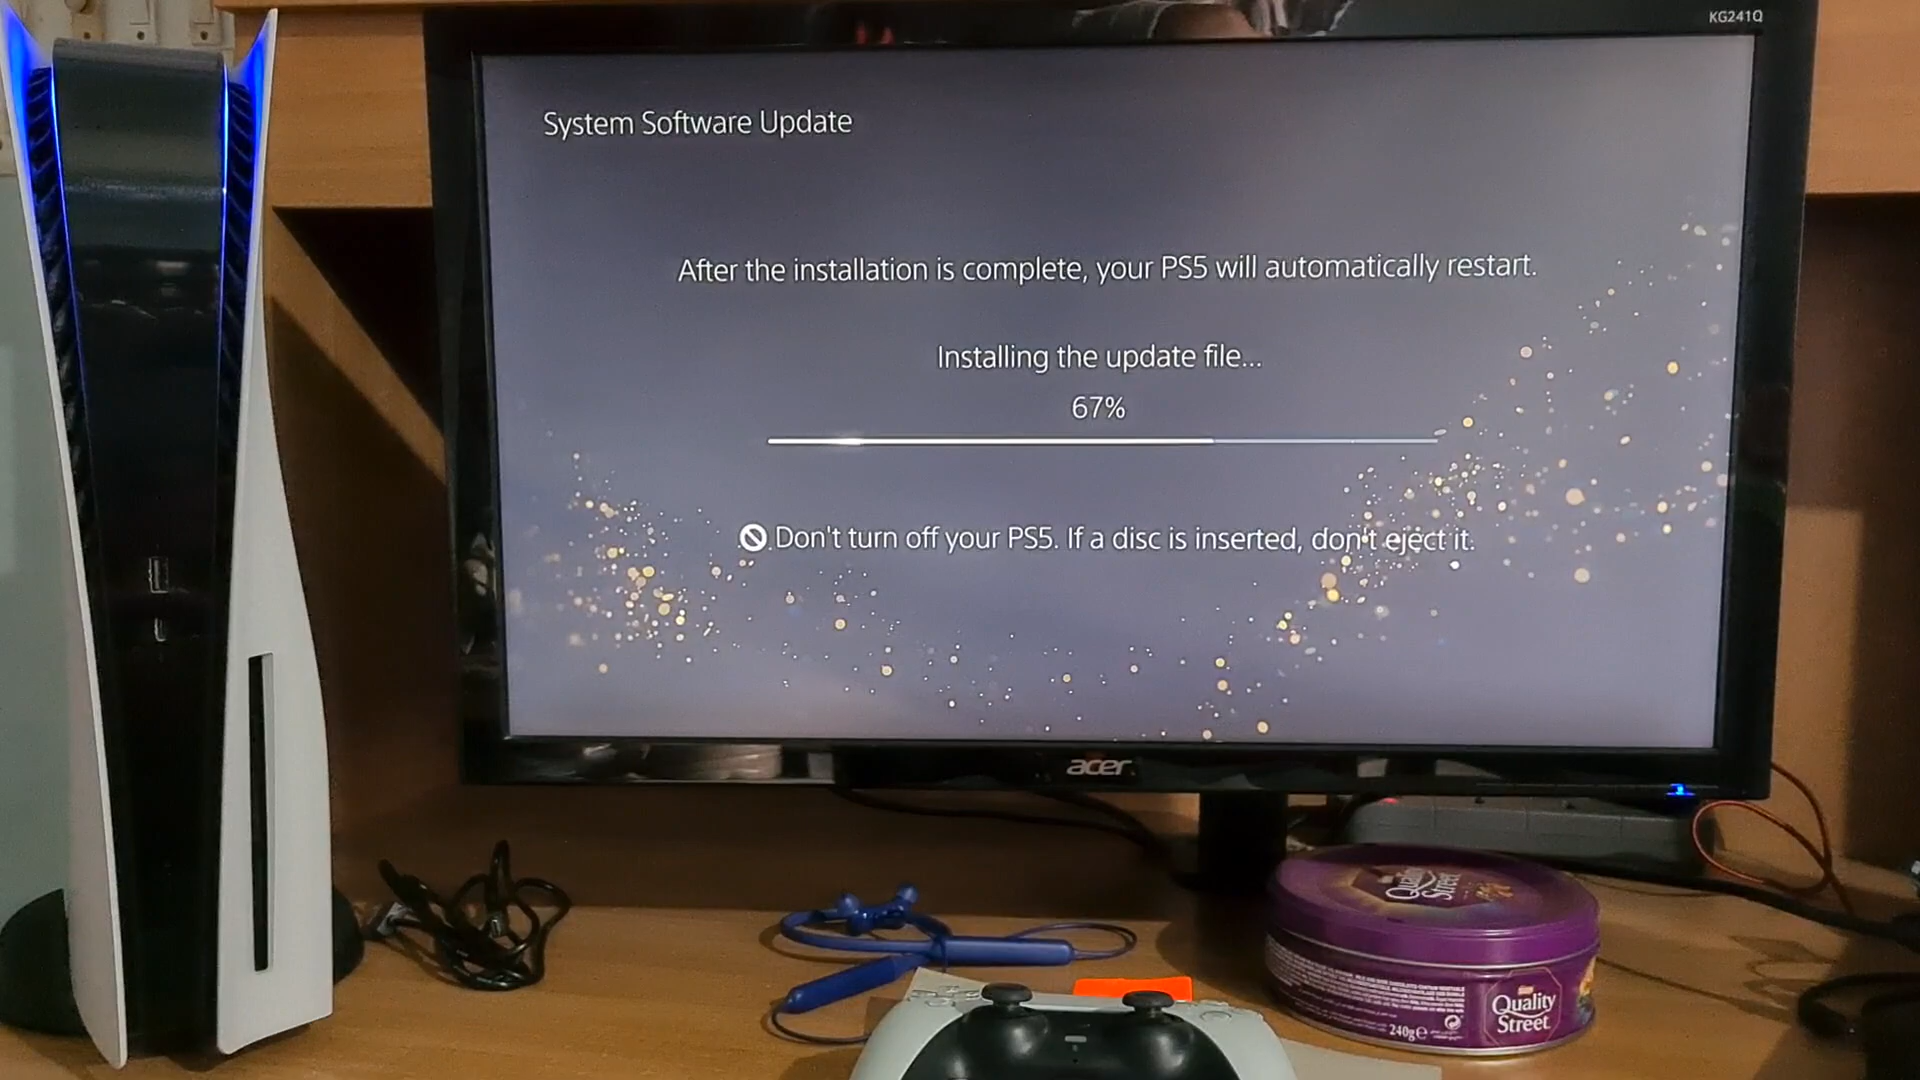 KG241Q
System Software Update
After the installation is complete, your PS5 will automatically restart.
Installing the update file...
67%
Don't turn off your PS5. If a disc is inserted, don't eject it.
acer
Quality
Street
Quality
Street
240g℮